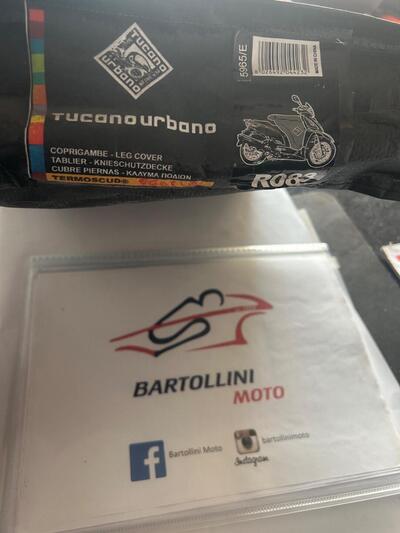 Tucano
urbano
5965/E
8026492044232
MADE IN CHINA
TUCANO URBANO
COPRIGAMBE - LEG COVER
TABLIER - KNIESCHUTZDECKE
CUBRE PIERNAS - ΚΑΛΥΜΑ ΠΟΔΙΩΝ
TERMOSCUD®
BARTOLLINI
MOTO
Bartollini Moto
bartollinimoto
Instagram